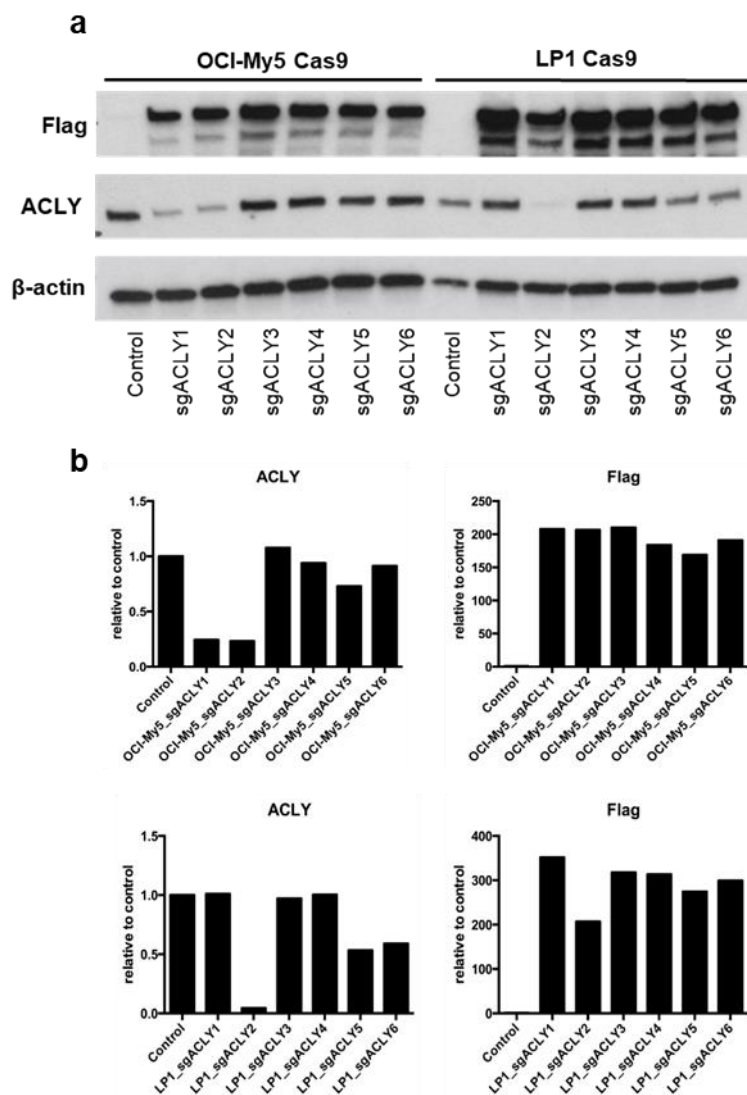 a
OCI-My5 Cas9 LP1 Cas9
Flag
ACLY
β-actin
Control sgACLY1 sgACLY2 sgACLY3 sgACLY4 sgACLY5 sgACLY6 Control sgACLY1 sgACLY2 sgACLY3 sgACLY4 sgACLY5 sgACLY6
b
ACLY
relative to control
1.5
1.0
0.5
0.0
Control OCI-My5_sgACLY1 OCI-My5_sgACLY2 OCI-My5_sgACLY3 OCI-My5_sgACLY4 OCI-My5_sgACLY5 OCI-My5_sgACLY6
Flag
relative to control
250
200
150
100
50
0
Control OCI-My5_sgACLY1 OCI-My5_sgACLY2 OCI-My5_sgACLY3 OCI-My5_sgACLY4 OCI-My5_sgACLY5 OCI-My5_sgACLY6
ACLY
relative to control
1.5
1.0
0.5
0.0
Control LP1_sgACLY1 LP1_sgACLY2 LP1_sgACLY3 LP1_sgACLY4 LP1_sgACLY5 LP1_sgACLY6
Flag
relative to control
400
300
200
100
0
Control LP1_sgACLY1 LP1_sgACLY2 LP1_sgACLY3 LP1_sgACLY4 LP1_sgACLY5 LP1_sgACLY6